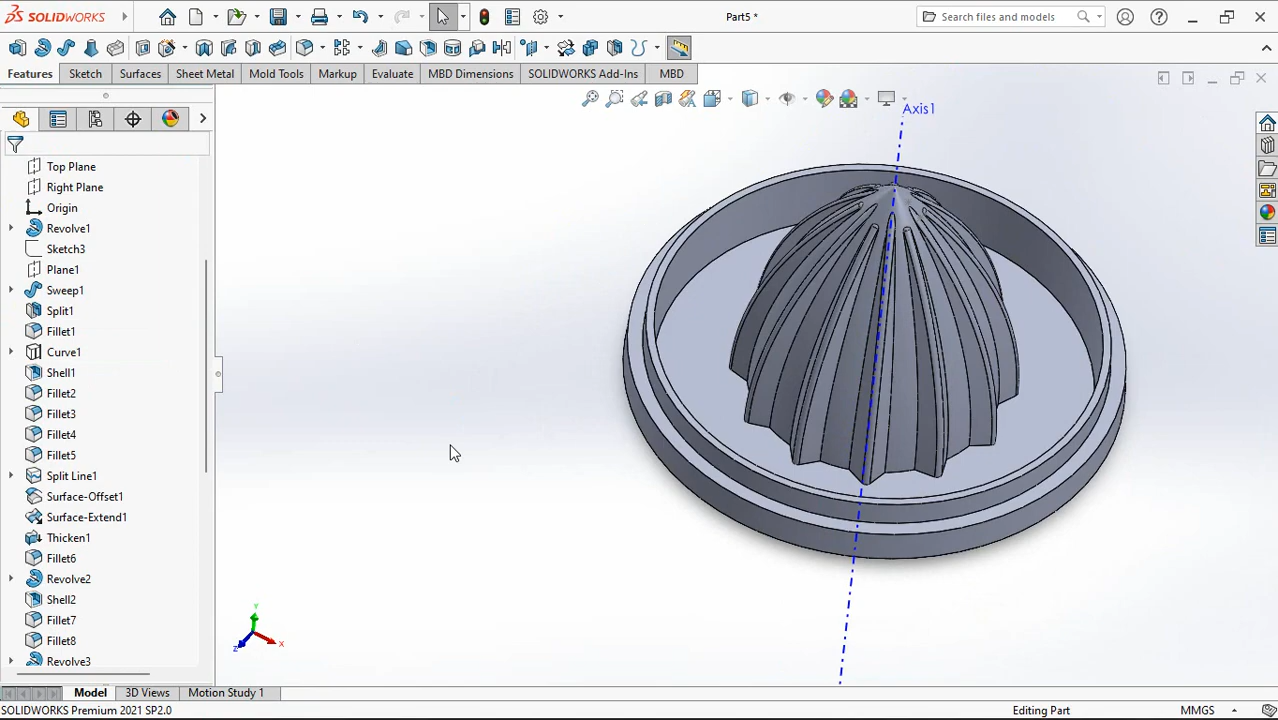 SOLIDWORKS
Part5 *
Search files and models
Features
Sketch
Surfaces
Sheet Metal
Mold Tools
Markup
Evaluate
MBD Dimensions
SOLIDWORKS Add-Ins
MBD
Axis1
Top Plane
Right Plane
Origin
Revolve1
Sketch3
Plane1
Sweep1
Split1
Fillet1
Curve1
Shell1
Fillet2
Fillet3
Fillet4
Fillet5
Split Line1
Surface-Offset1
Surface-Extend1
Thicken1
Fillet6
Revolve2
Shell2
Fillet7
Fillet8
Revolve3
Y
X
Z
Model
3D Views
Motion Study 1
SOLIDWORKS Premium 2021 SP2.0
Editing Part
MMGS